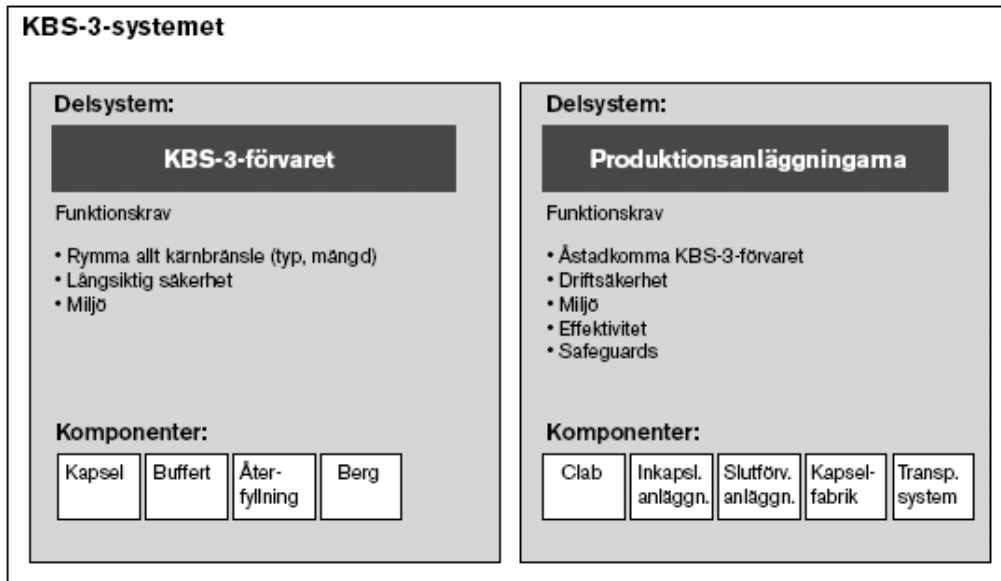 KBS-3-systemet
Delsystem:
KBS-3-förvaret
Funktionskrav
• Rymma allt kärnbränsle (typ, mängd)
• Långsiktig säkerhet
• Miljö
Komponenter:
Kapsel
Buffert
Åter-
fyllning
Berg
Delsystem:
Produktionsanläggningarna
Funktionskrav
• Åstadkomma KBS-3-förvaret
• Driftsäkerhet
• Miljö
• Effektivitet
• Safeguards
Komponenter:
Clab
Inkapsl.
anläggn.
Slutförv.
anläggn.
Kapsel-
fabrik
Transp.
system